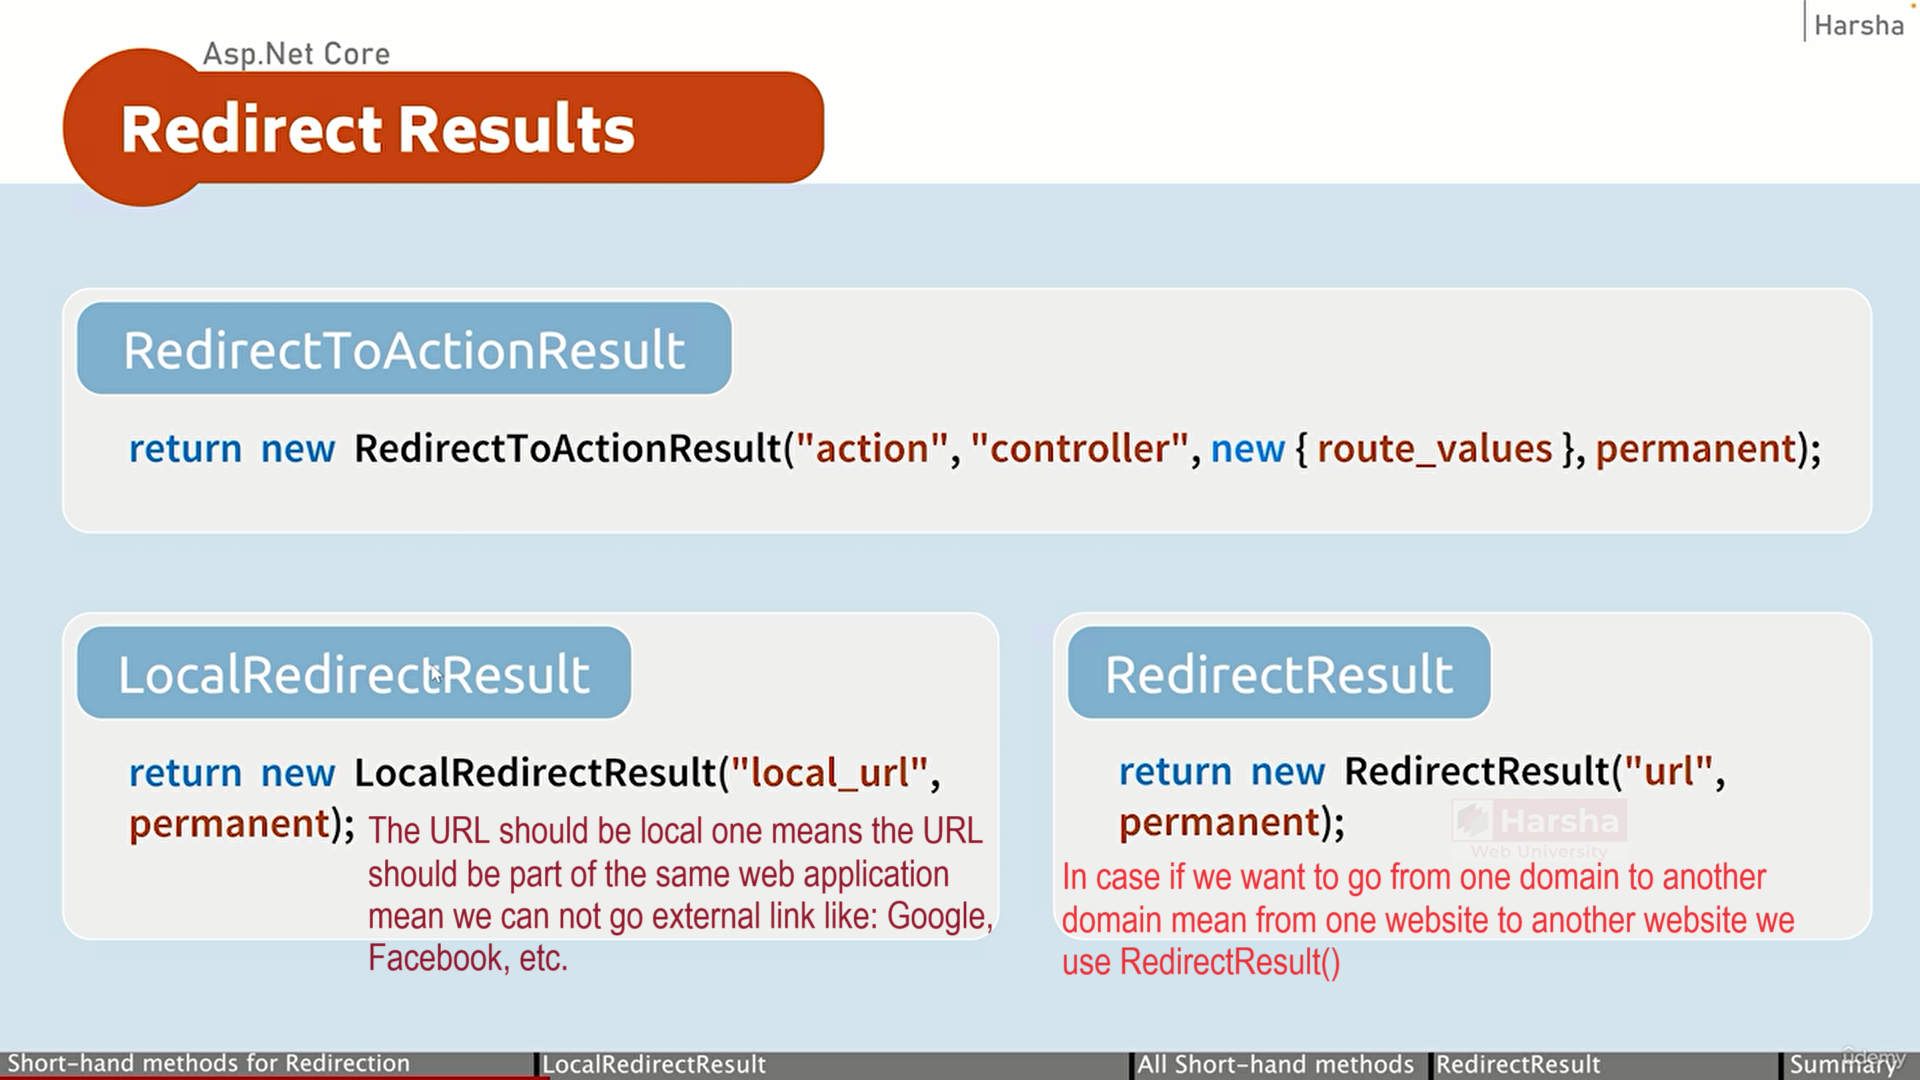 Harsha
Asp.Net Core
Redirect Results
RedirectToActionResult
return new RedirectToActionResult("action", "controller", new { route_values }, permanent);
LocalRedirectResult
return new LocalRedirectResult("local_url",
permanent);
The URL should be local one means the URL
should be part of the same web application
mean we can not go external link like: Google,
Facebook, etc.
RedirectResult
return new RedirectResult("url",
permanent);
Harsha
Web University
In case if we want to go from one domain to another
domain mean from one website to another website we
use RedirectResult()
Short-hand methods for Redirection
LocalRedirectResult
All Short-hand methods
RedirectResult
Summary
ûdemy